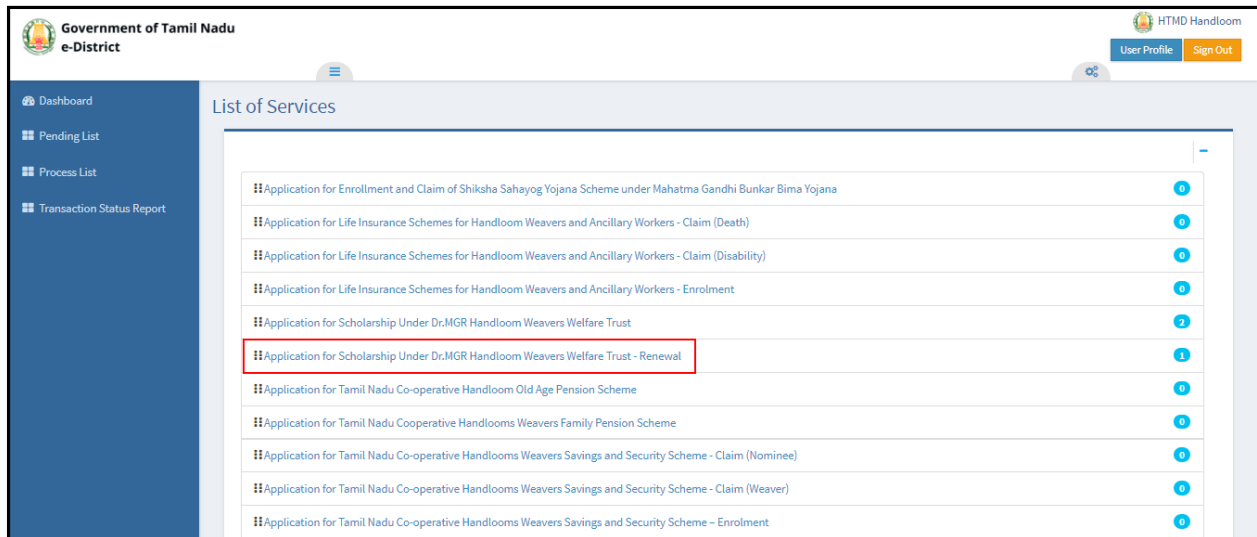 Government of Tamil Nadu
e-District
HTMD Handloom
User Profile
Sign Out
Dashboard
Pending List
Process List
Transaction Status Report
List of Services
Application for Enrollment and Claim of Shiksha Sahayog Yojana Scheme under Mahatma Gandhi Bunkar Bima Yojana 0
Application for Life Insurance Schemes for Handloom Weavers and Ancillary Workers - Claim (Death) 0
Application for Life Insurance Schemes for Handloom Weavers and Ancillary Workers - Claim (Disability) 0
Application for Life Insurance Schemes for Handloom Weavers and Ancillary Workers - Enrolment 0
Application for Scholarship Under Dr.MGR Handloom Weavers Welfare Trust 2
Application for Scholarship Under Dr.MGR Handloom Weavers Welfare Trust - Renewal 1
Application for Tamil Nadu Co-operative Handloom Old Age Pension Scheme 0
Application for Tamil Nadu Cooperative Handlooms Weavers Family Pension Scheme 0
Application for Tamil Nadu Co-operative Handlooms Weavers Savings and Security Scheme - Claim (Nominee) 0
Application for Tamil Nadu Co-operative Handlooms Weavers Savings and Security Scheme - Claim (Weaver) 0
Application for Tamil Nadu Co-operative Handlooms Weavers Savings and Security Scheme – Enrolment 0